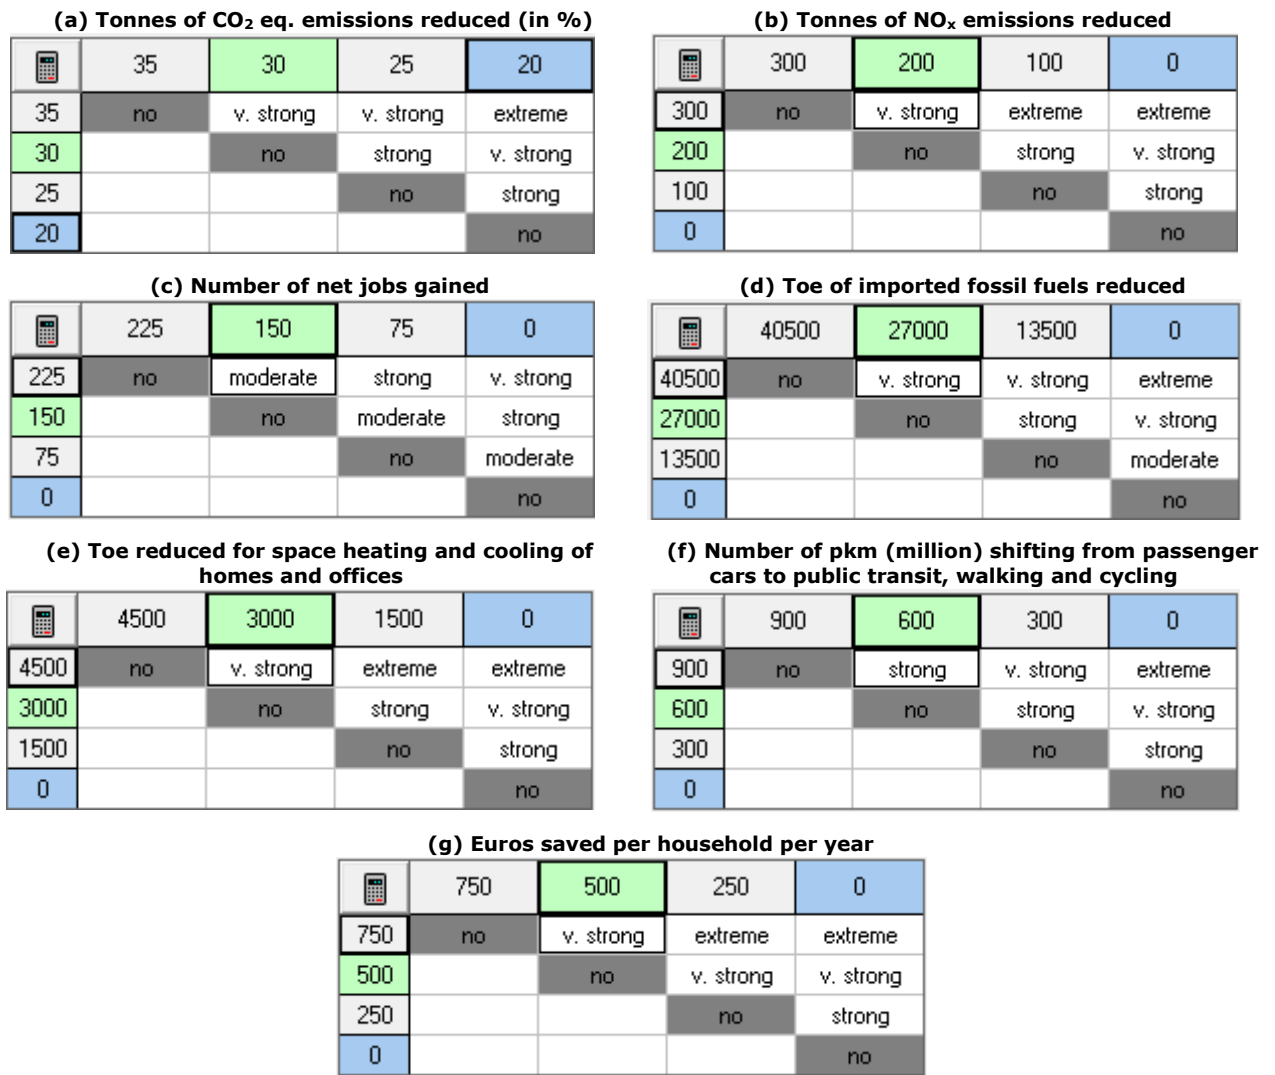 (a) Tonnes of CO₂ eq. emissions reduced (in %)
35 30 25 20
35 no v. strong v. strong extreme
30 no strong v. strong
25 no strong
20 no
(b) Tonnes of NOₓ emissions reduced
300 200 100 0
300 no v. strong extreme extreme
200 no strong v. strong
100 no strong
0 no
(c) Number of net jobs gained
225 150 75 0
225 no moderate strong v. strong
150 no moderate strong
75 no moderate
0 no
(d) Toe of imported fossil fuels reduced
40500 27000 13500 0
40500 no v. strong v. strong extreme
27000 no strong v. strong
13500 no moderate
0 no
(e) Toe reduced for space heating and cooling of
homes and offices
4500 3000 1500 0
4500 no v. strong extreme extreme
3000 no strong v. strong
1500 no strong
0 no
(f) Number of pkm (million) shifting from passenger
cars to public transit, walking and cycling
900 600 300 0
900 no strong v. strong extreme
600 no strong v. strong
300 no strong
0 no
(g) Euros saved per household per year
750 500 250 0
750 no v. strong extreme extreme
500 no v. strong v. strong
250 no strong
0 no